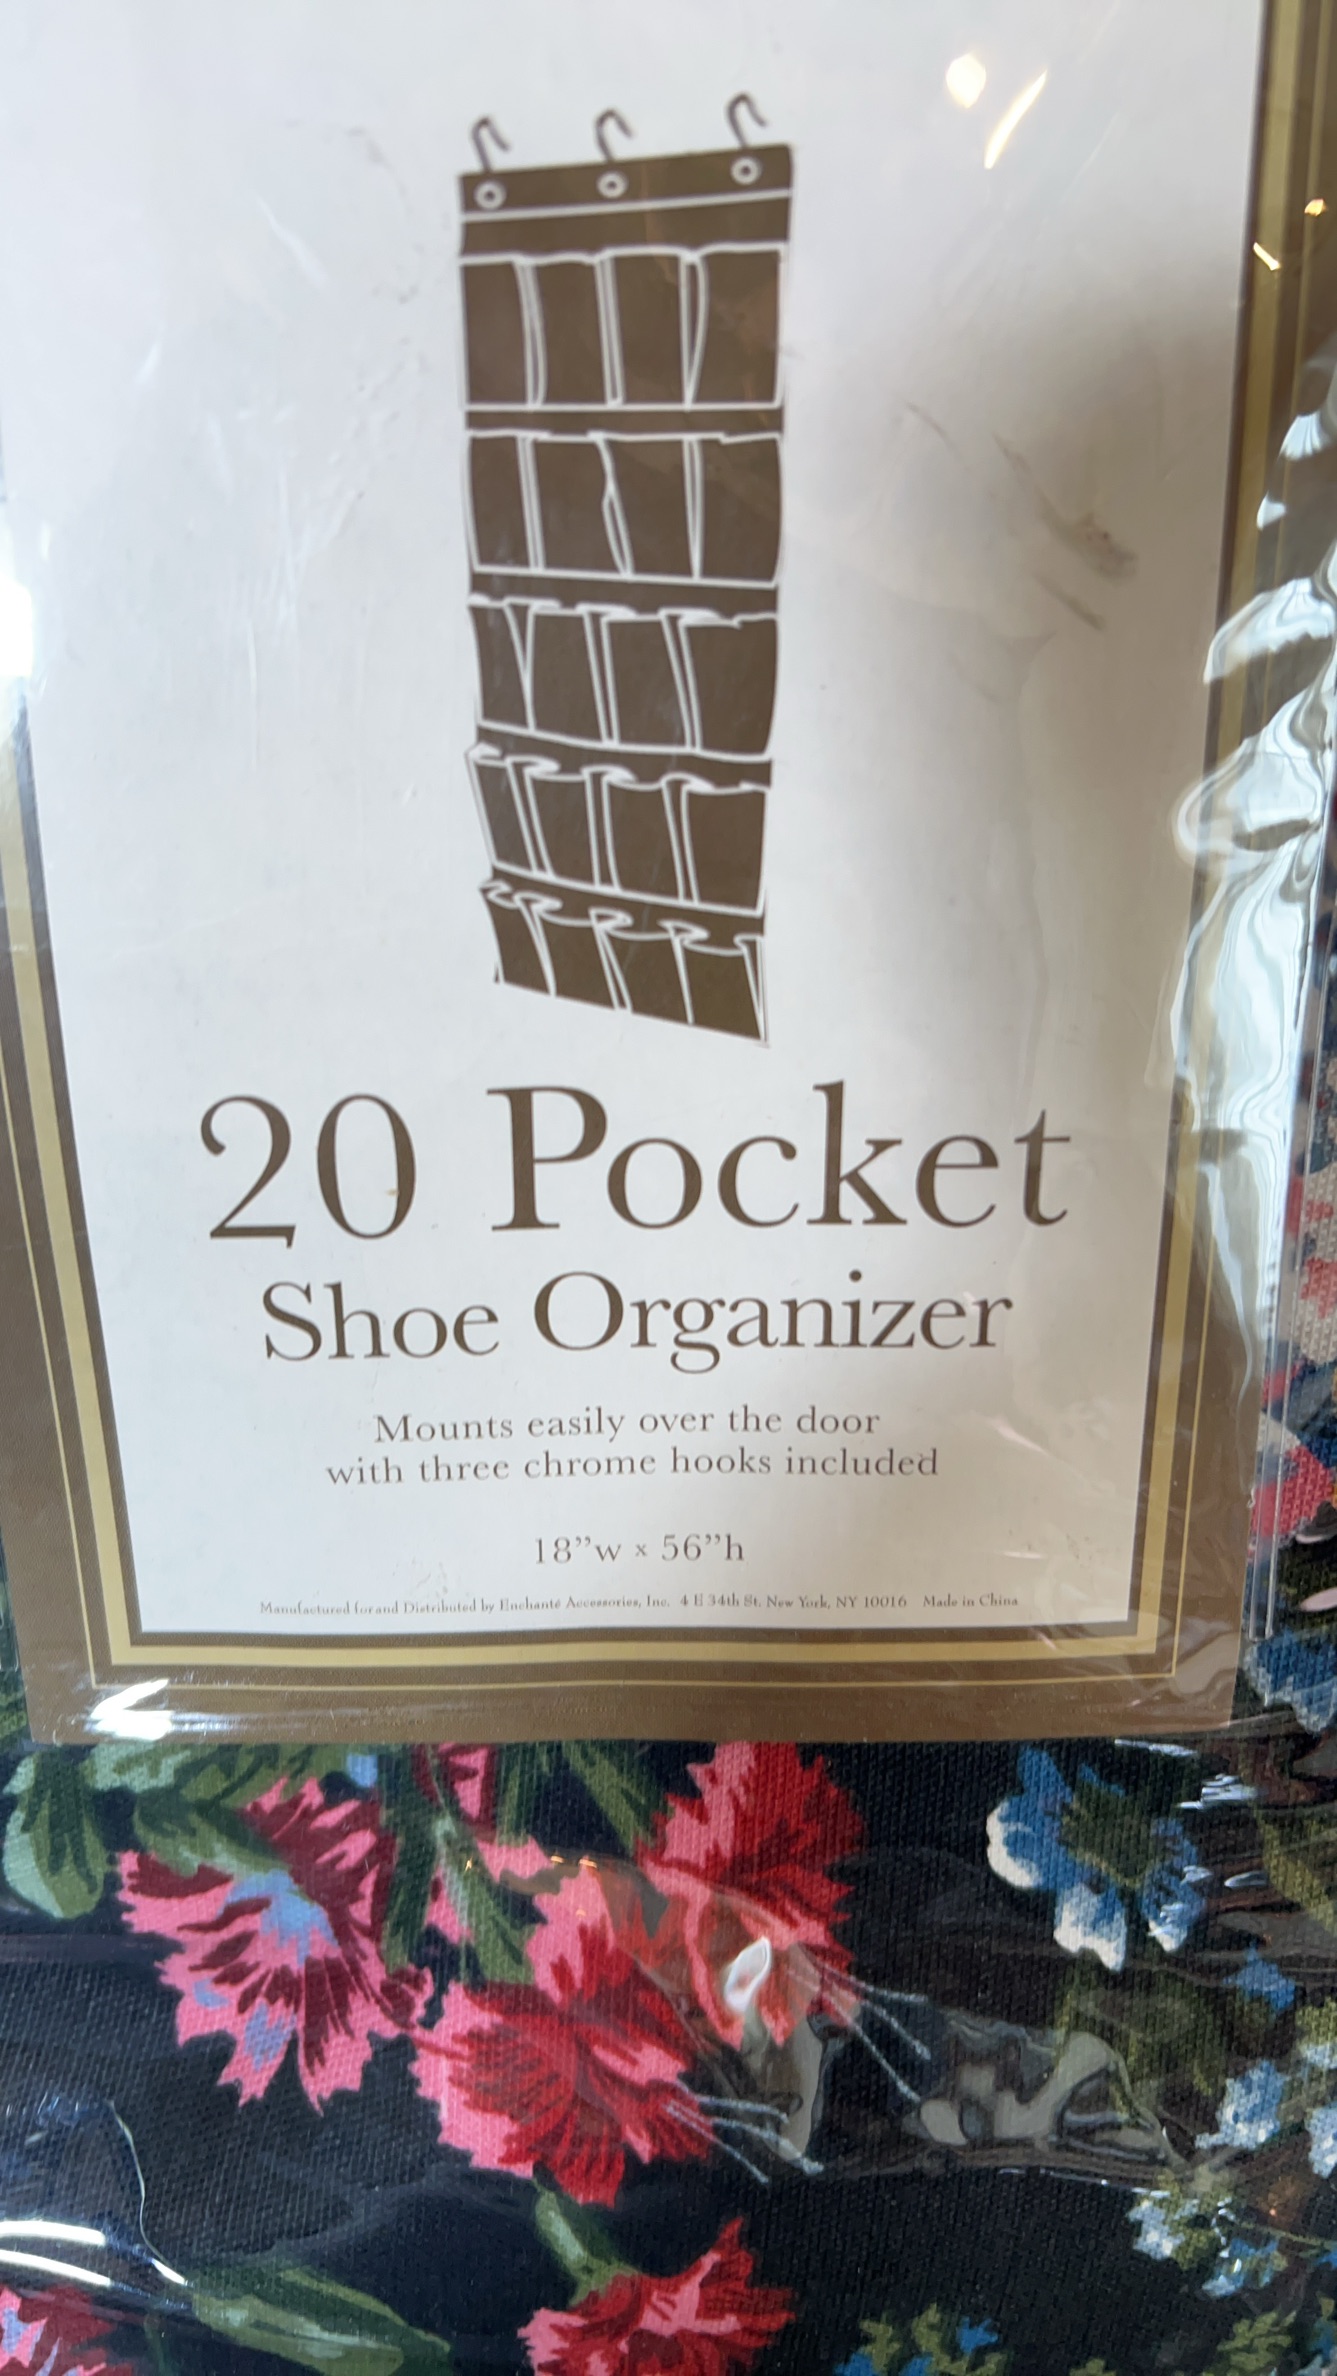 20 Pocket
Shoe Organizer
Mounts easily over the door
with three chrome hooks included
18”w x 56”h
Manufactured for and Distributed by Enchanté Accessories, Inc. 4 E 34th St. New York, NY 10016 Made in China